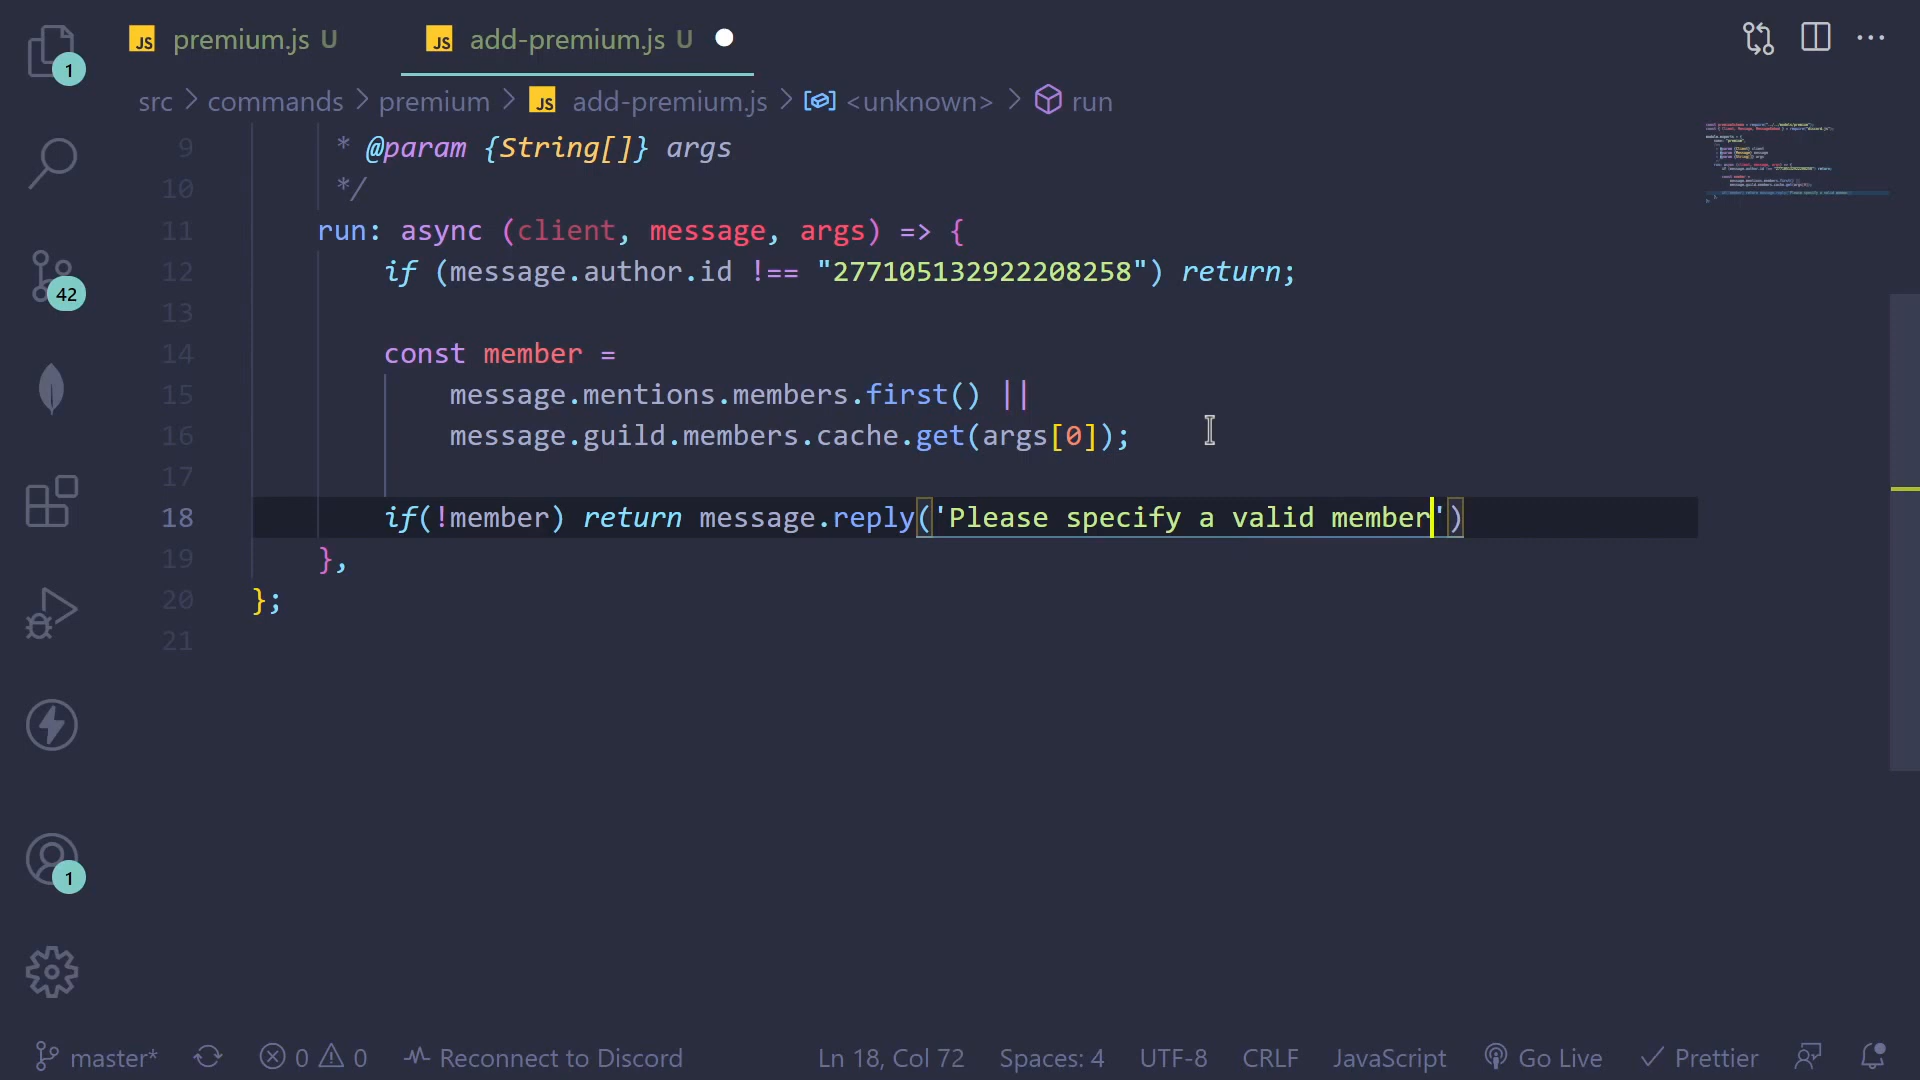 JS premium.js U JS add-premium.js U
src > commands > premium > JS add-premium.js > <unknown> > run
1
9 * @param {String[]} args
10 */
11 run: async (client, message, args) => {
12 if (message.author.id !== "277105132922208258") return;
13
42
14 const member =
15 message.mentions.members.first() ||
16 message.guild.members.cache.get(args[0]);
17
18 if(!member) return message.reply('Please specify a valid member')
19 },
20 };
21
1
master* 0 0 Reconnect to Discord Ln 18, Col 72 Spaces: 4 UTF-8 CRLF JavaScript Go Live Prettier